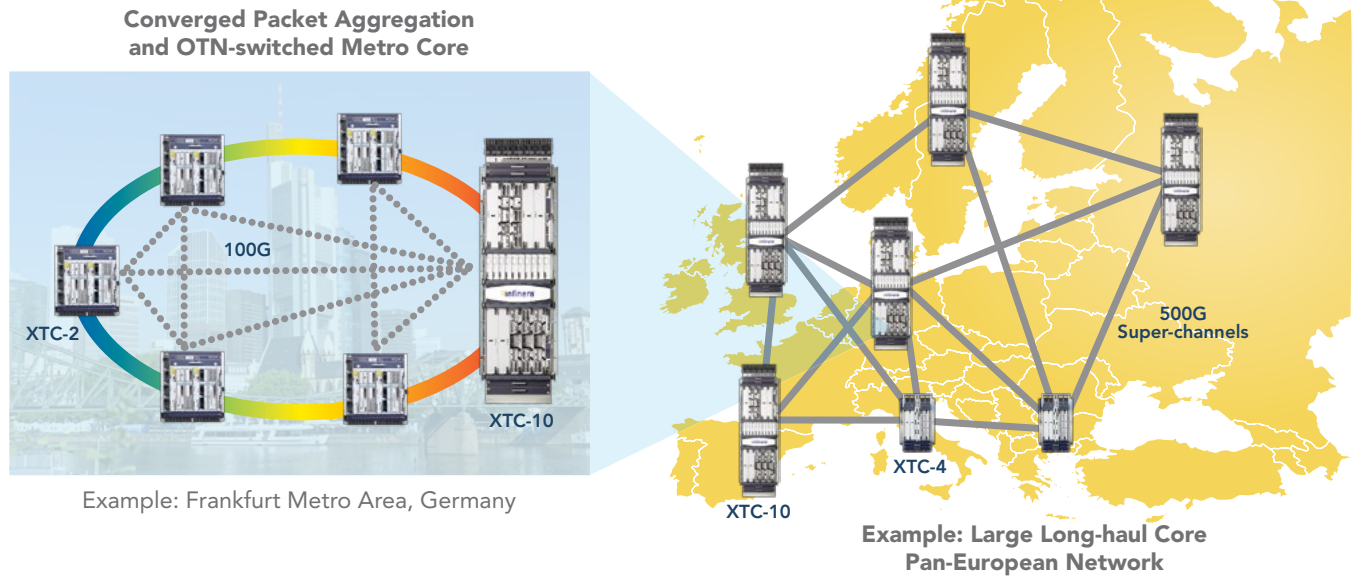 Converged Packet Aggregation
and OTN-switched Metro Core
100G
XTC-2
infinera
XTC-10
Example: Frankfurt Metro Area, Germany
500G
Super-channels
XTC-4
XTC-10
Example: Large Long-haul Core
Pan-European Network